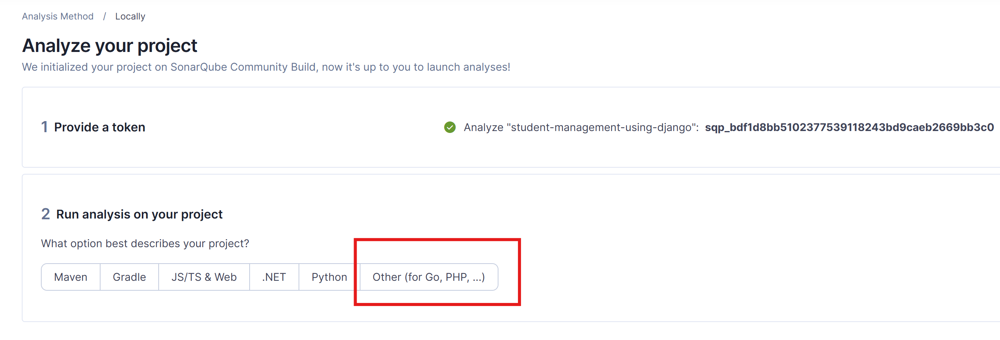 Analysis Method / Locally
Analyze your project
We initialized your project on SonarQube Community Build, now it's up to you to launch analyses!
1 Provide a token
Analyze "student-management-using-django": sqp_bdf1d8bb5102377539118243bd9caeb2669bb3c0
2 Run analysis on your project
What option best describes your project?
Maven Gradle JS/TS & Web .NET Python Other (for Go, PHP, ...)